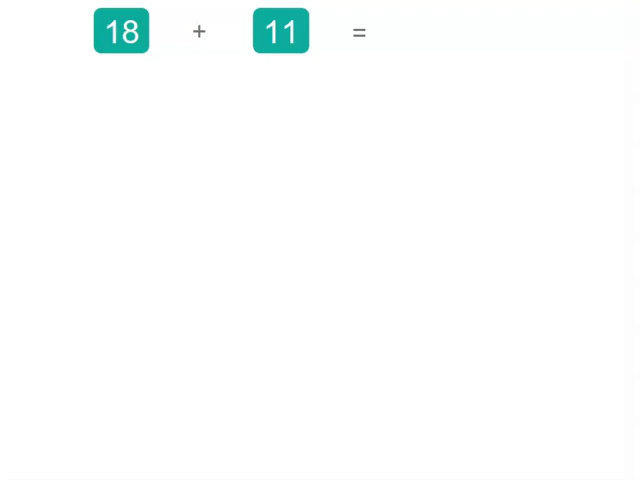 18 + 11 =